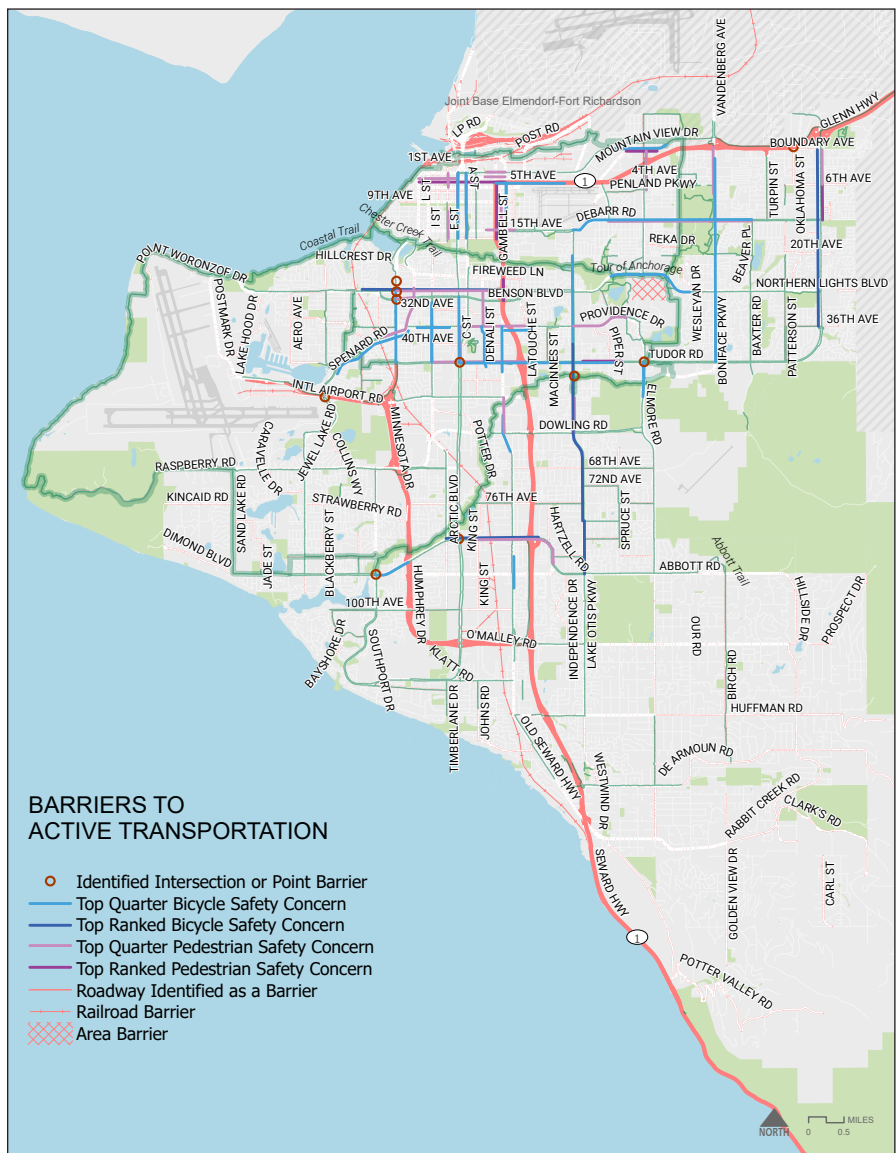 VANDENBERG AVE
GLENN HWY
Joint Base Elmendorf-Fort Richardson
LP RD
POST RD
MOUNTAIN VIEW DR
BOUNDARY AVE
1ST AVE
A ST
5TH AVE
1
4TH AVE
PENLAND PKWY
TURPIN ST
OKLAHOMA ST
6TH AVE
9TH AVE
L ST
I ST
E ST
GAMBELL ST
15TH AVE
DEBARR RD
Coastal Trail
Chester Creek Trail
REKA DR
BEAVER PL
20TH AVE
HILLCREST DR
FIREWEED LN
Tour of Anchorage
POINT WORONZOF DR
POSTMARK DR
LAKE HOOD DR
AERO AVE
BENSON BLVD
32ND AVE
WESLEYAN DR
NORTHERN LIGHTS BLVD
SPENARD RD
40TH AVE
C ST
DENALI ST
LATOUCHE ST
MACINNES ST
PROVIDENCE DR
PIPER ST
BONIFACE PKWY
BAXTER RD
PATTERSON ST
36TH AVE
TUDOR RD
INTL AIRPORT RD
MINNESOTA DR
ELMORE RD
JEWEL LAKE RD
CARAVELLE DR
COLLINS WY
POTTER DR
DOWLING RD
RASPBERRY RD
68TH AVE
KINCAID RD
SAND LAKE RD
STRAWBERRY RD
ARCTIC BLVD
KING ST
76TH AVE
72ND AVE
SPRUCE ST
HARTZELL RD
DIMOND BLVD
JADE ST
BLACKBERRY ST
HUMPHREY DR
KING ST
ABBOTT RD
Abbott Trail
100TH AVE
INDEPENDENCE DR
LAKE OTIS PKWY
HILLSIDE DR
PROSPECT DR
BAYSHORE DR
SOUTHPORT DR
O'MALLEY RD
KLATT RD
OUR RD
BIRCH RD
TIMBERLANE DR
JOHNS RD
HUFFMAN RD
OLD SEWARD HWY
DE ARMOUN RD
WESTWIND DR
RABBIT CREEK RD
CLARK'S RD
SEWARD HWY
GOLDEN VIEW DR
CARL ST
1
POTTER VALLEY RD
BARRIERS TO
ACTIVE TRANSPORTATION
Identified Intersection or Point Barrier
Top Quarter Bicycle Safety Concern
Top Ranked Bicycle Safety Concern
Top Quarter Pedestrian Safety Concern
Top Ranked Pedestrian Safety Concern
Roadway Identified as a Barrier
Railroad Barrier
Area Barrier
NORTH
MILES
0 0.5